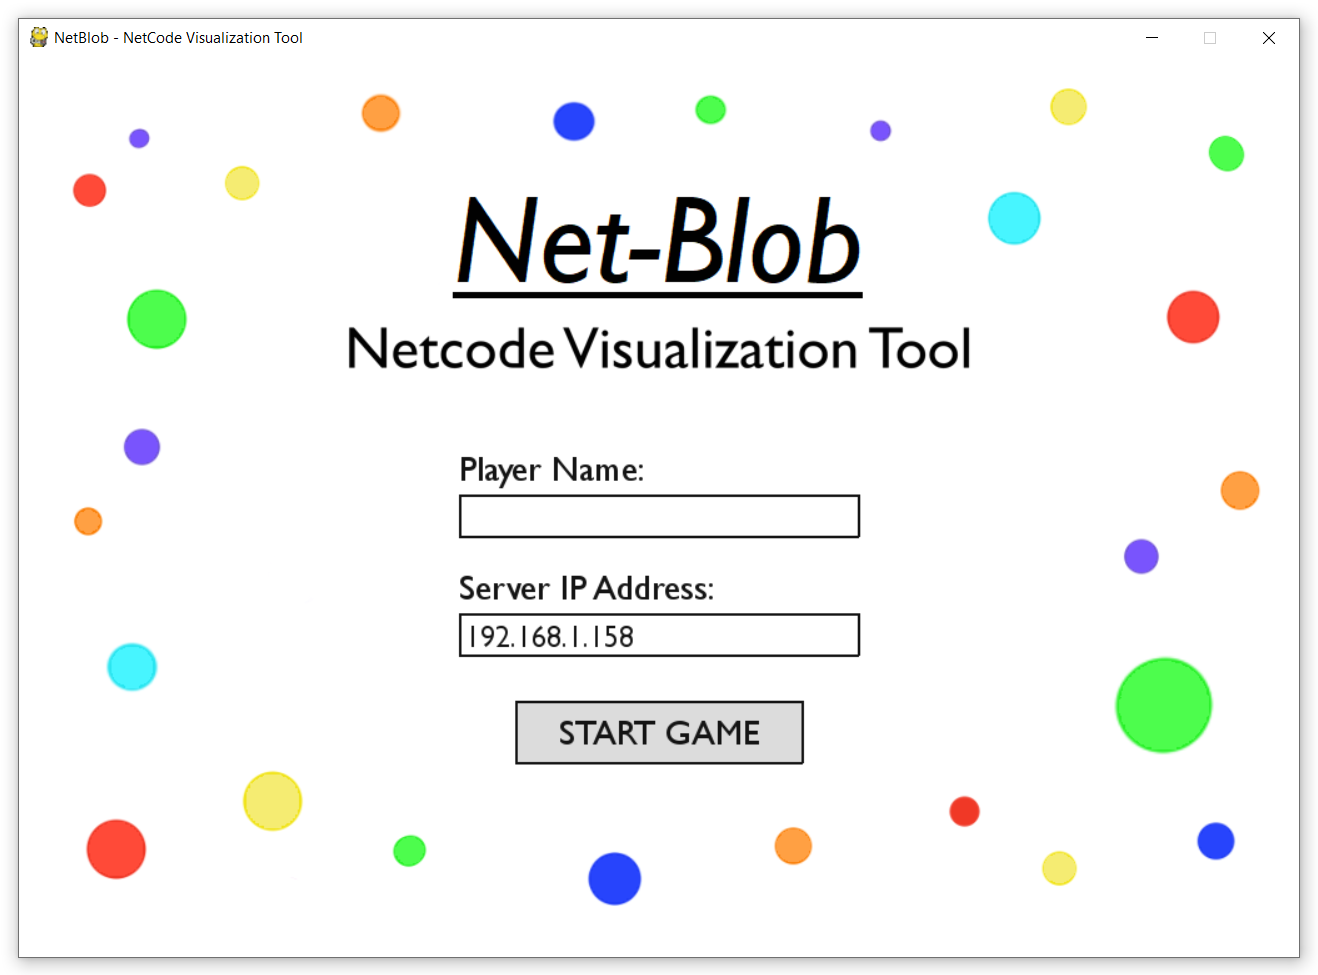 NetBlob - NetCode Visualization Tool
Net-Blob
Netcode Visualization Tool
Player Name:
Server IP Address:
192.168.1.158
START GAME